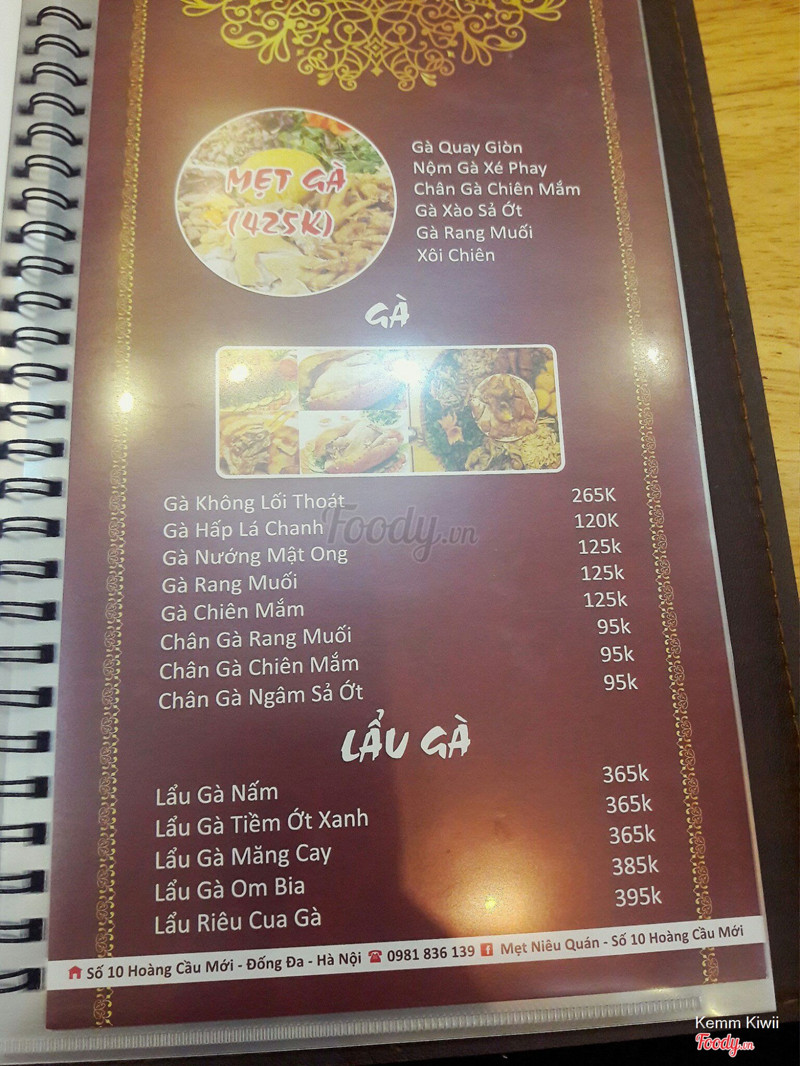 MẸT GÀ
(425K)
Gà Quay Giòn
Nộm Gà Xé Phay
Chân Gà Chiên Mắm
Gà Xào Sả Ớt
Gà Rang Muối
Xôi Chiên
GÀ
Gà Không Lối Thoát 265K
Gà Hấp Lá Chanh 120K
Gà Nướng Mật Ong 125k
Gà Rang Muối 125k
Gà Chiên Mắm 125k
Chân Gà Rang Muối 95k
Chân Gà Chiên Mắm 95k
Chân Gà Ngâm Sả Ớt 95k
Foody.vn
LẨU GÀ
Lẩu Gà Nấm 365k
Lẩu Gà Tiềm Ớt Xanh 365k
Lẩu Gà Măng Cay 365k
Lẩu Gà Om Bia 385k
Lẩu Riêu Cua Gà 395k
Số 10 Hoàng Cầu Mới - Đống Đa - Hà Nội 0981 836 139 Mẹt Niêu Quán - Số 10 Hoàng Cầu Mới
Kemm Kiwii
Foody.vn